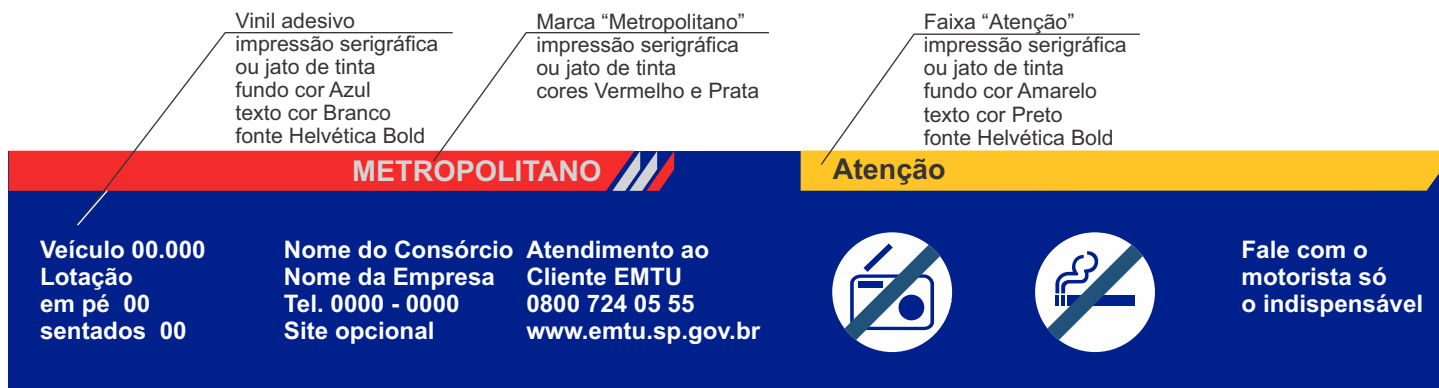 Vinil adesivo
impressão serigráfica
ou jato de tinta
fundo cor Azul
texto cor Branco
fonte Helvética Bold
Marca “Metropolitano”
impressão serigráfica
ou jato de tinta
cores Vermelho e Prata
Faixa “Atenção”
impressão serigráfica
ou jato de tinta
fundo cor Amarelo
texto cor Preto
fonte Helvética Bold
METROPOLITANO
Atenção
Veículo 00.000
Lotação
em pé 00
sentados 00
Nome do Consórcio
Nome da Empresa
Tel. 0000 - 0000
Site opcional
Atendimento ao
Cliente EMTU
0800 724 05 55
www.emtu.sp.gov.br
Fale com o
motorista só
o indispensável